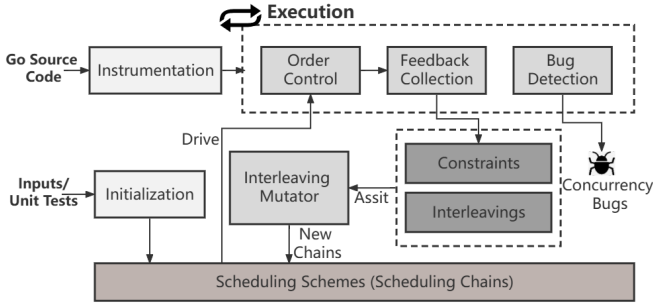 Execution
Go Source
Code
Instrumentation
Order
Control
Feedback
Collection
Bug
Detection
Drive
Constraints
Interleavings
Concurrency
Bugs
Inputs/
Unit Tests
Initialization
Interleaving
Mutator
Assit
New
Chains
Scheduling Schemes (Scheduling Chains)